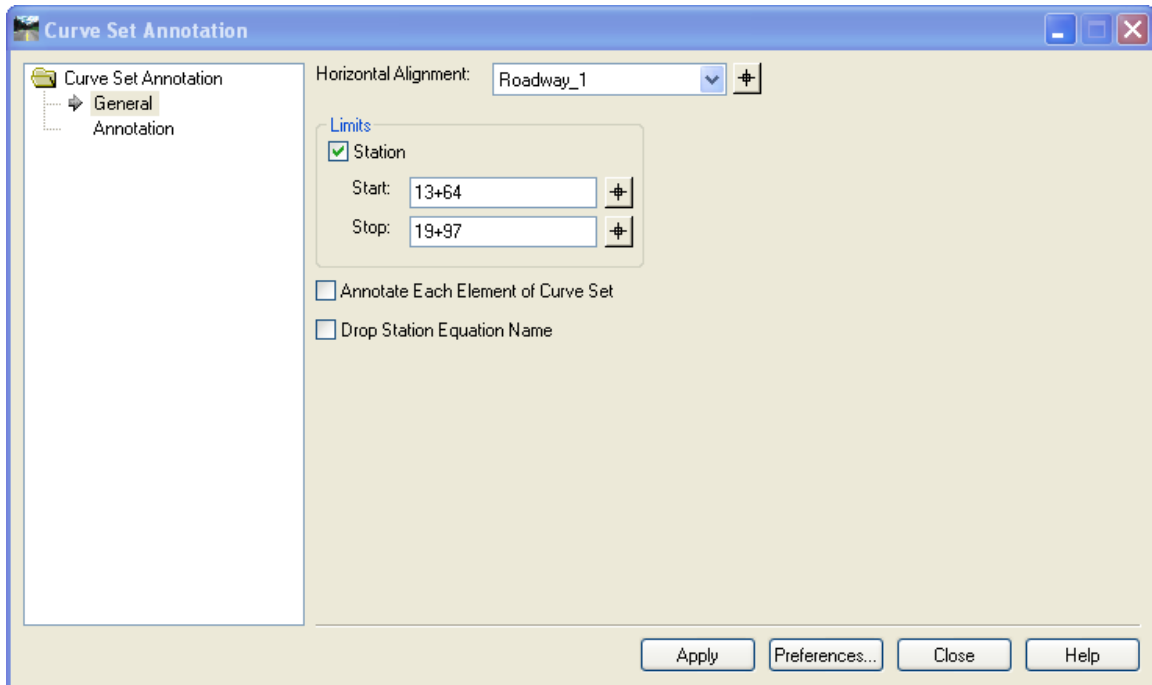 Curve Set Annotation
Curve Set Annotation
General
Annotation
Horizontal Alignment: Roadway_1
Limits
Station
Start: 13+64
Stop: 19+97
Annotate Each Element of Curve Set
Drop Station Equation Name
Apply Preferences... Close Help